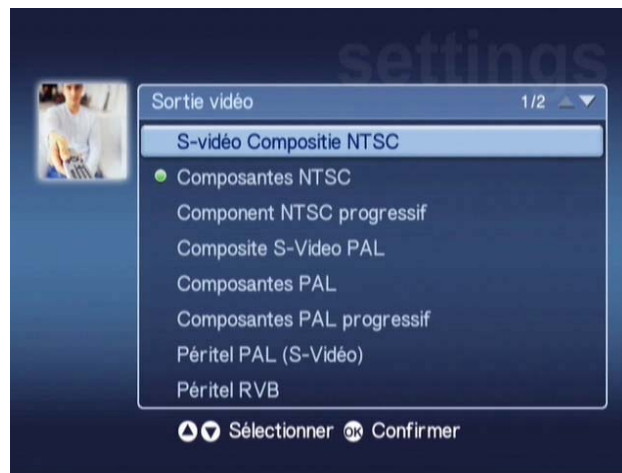 settings
Sortie vidéo 1/2
S-vidéo Compositie NTSC
Composantes NTSC
Component NTSC progressif
Composite S-Video PAL
Composantes PAL
Composantes PAL progressif
Péritel PAL (S-Vidéo)
Péritel RVB
Sélectionner OK Confirmer